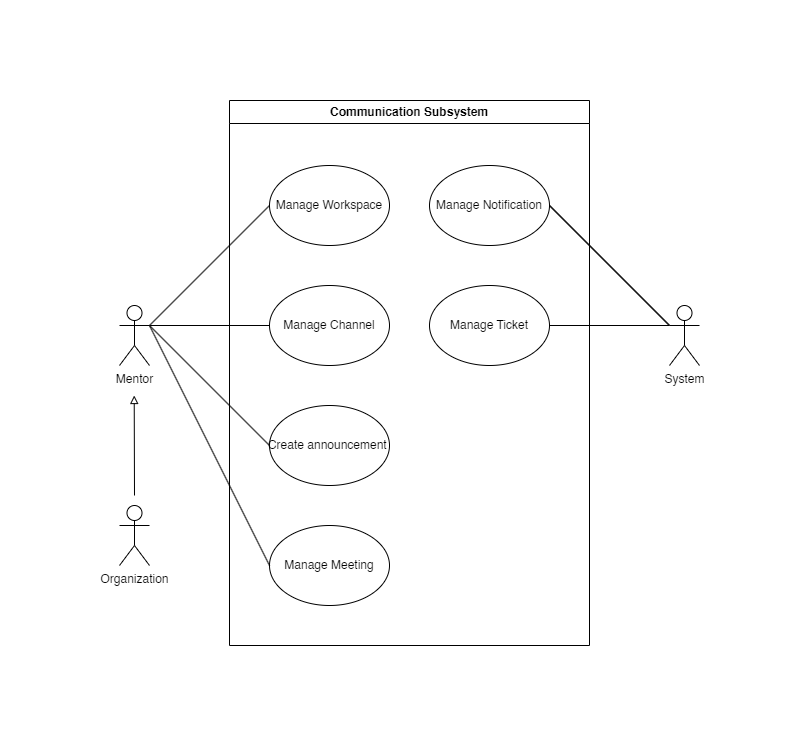 Communication Subsystem
Manage Workspace
Manage Notification
Manage Channel
Manage Ticket
Mentor
System
Create announcement
Manage Meeting
Organization